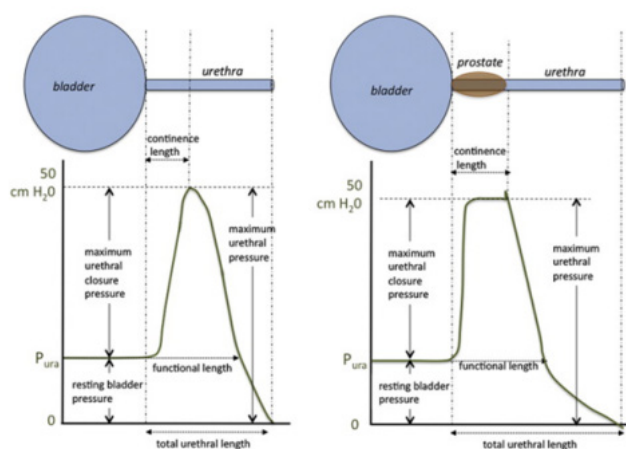 bladder
urethra
continence
length
50
cm H20
maximum
urethral
closure
pressure
maximum
urethral
pressure
Pura
functional length
resting bladder
pressure
0
total urethral length
prostate
urethra
bladder
continence
length
50
cm H20
maximum
urethral
closure
pressure
maximum
urethral
pressure
Pura
functional length
resting bladder
pressure
0
total urethral length